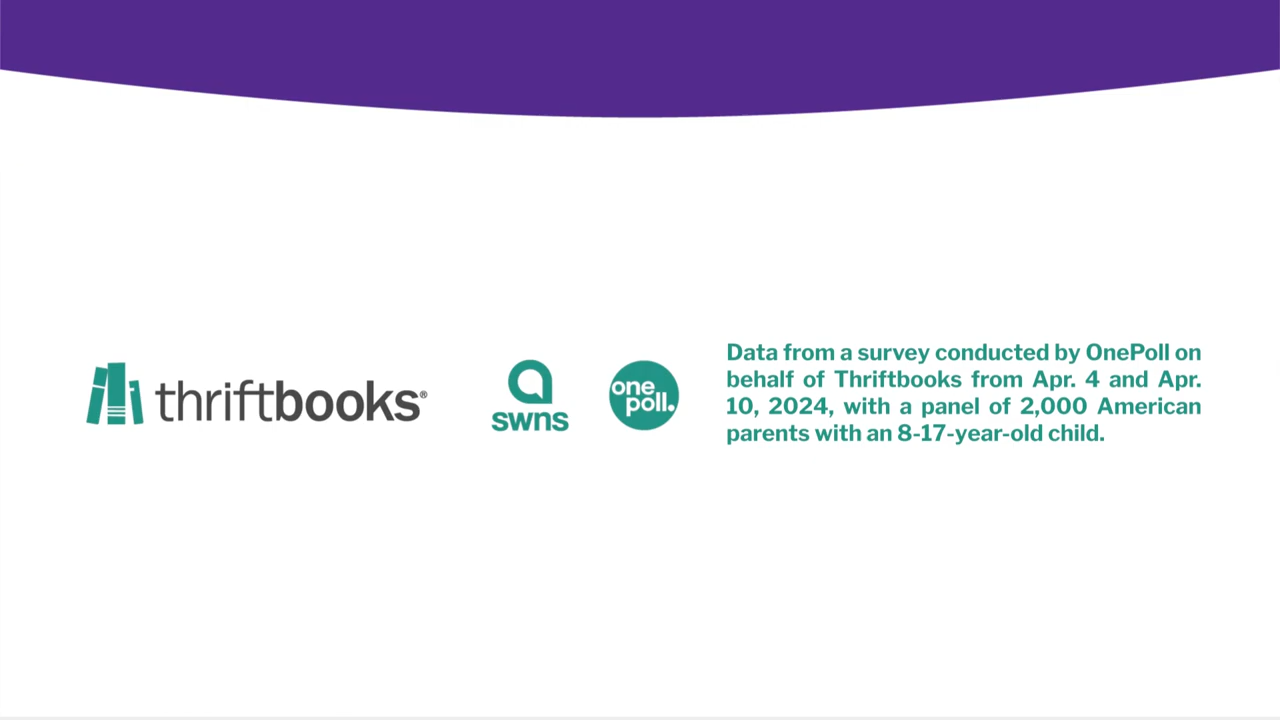 thriftbooks®
swns
one
poll.
Data from a survey conducted by OnePoll on
behalf of Thriftbooks from Apr. 4 and Apr.
10, 2024, with a panel of 2,000 American
parents with an 8-17-year-old child.